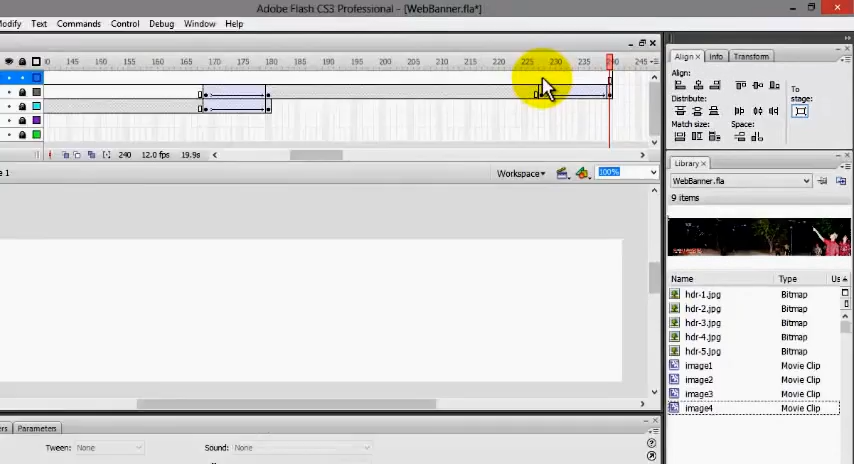 Adobe Flash CS3 Professional - [WebBanner.fla*]
Modify Text Commands Control Debug Window Help
Align × Info Transform
Align:
To stage:
Distribute:
Match size: Space:
145 150 155 160 165 170 175 180 185 190 195 200 205 210 215 220 225 230 235 240 245
240 12.0 fps 19.9s
Workspace 100%
Library ×
WebBanner.fla
9 items
Name Type Us
hdr-1.jpg Bitmap
hdr-2.jpg Bitmap
hdr-3.jpg Bitmap
hdr-4.jpg Bitmap
hdr-5.jpg Bitmap
image1 Movie Clip
image2 Movie Clip
image3 Movie Clip
image4 Movie Clip
Parameters
Tween: None Sound: None